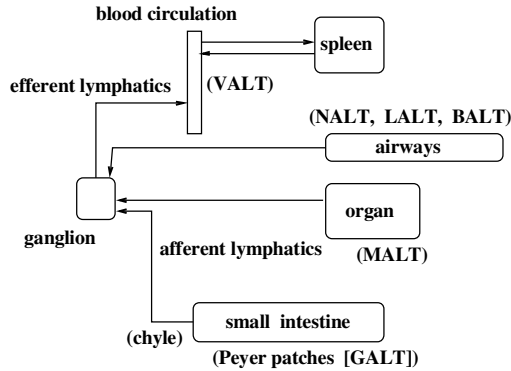 blood circulation
spleen
efferent lymphatics
(VALT)
(NALT, LALT, BALT)
airways
organ
ganglion
afferent lymphatics
(MALT)
small intestine
(chyle)
(Peyer patches [GALT])